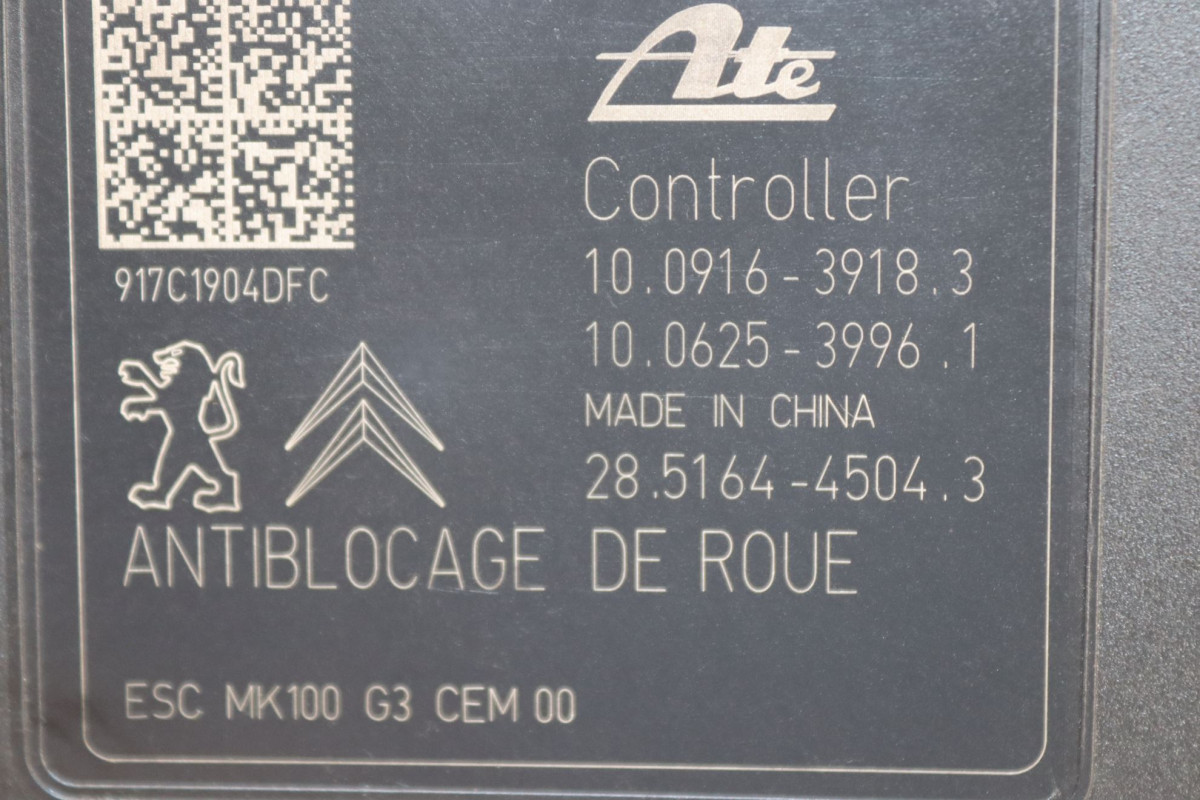 Ate
Controller
10.0916-3918.3
917C1904DFC
10.0625-3996.1
MADE IN CHINA
28.5164-4504.3
ANTIBLOCAGE DE ROUE
ESC MK100 G3 CEM 00